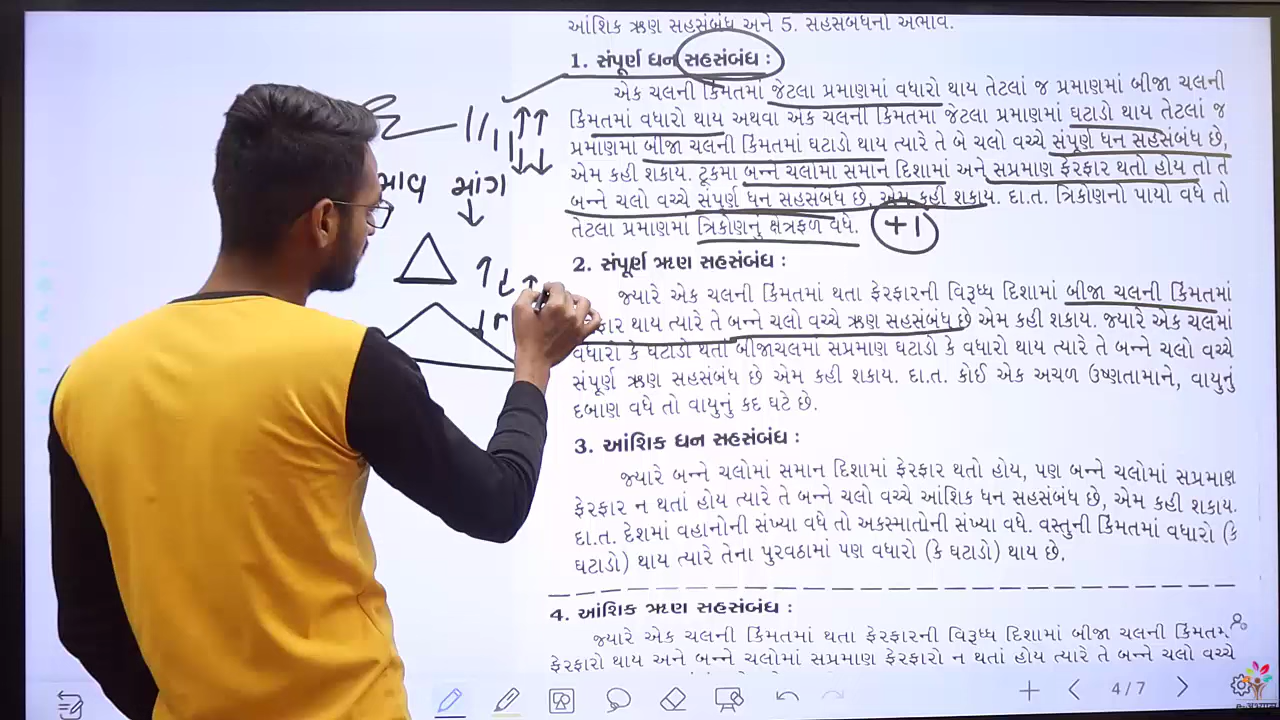 આંશિક ઋણ સહસંબંધ અને 5. સહસંબંધનો અભાવ.
1. સંપૂર્ણ ધન સહસંબંધ :
એક ચલની કિંમતમાં જેટલા પ્રમાણમાં વધારો થાય તેટલાં જ પ્રમાણમાં બીજા ચલની
કિંમતમાં વધારો થાય અથવા એક ચલની કિંમતમાં જેટલા પ્રમાણમાં ઘટાડો થાય તેટલાં જ
પ્રમાણમાં બીજા ચલની કિંમતમાં ઘટાડો થાય ત્યારે તે બે ચલો વચ્ચે સંપૂર્ણ ધન સહસંબંધ છે,
એમ કહી શકાય. ટૂકમાં બન્ને ચલોમાં સમાન દિશામાં અને સપ્રમાણ ફેરફાર થતો હોય તો તે
બન્ને ચલો વચ્ચે સંપૂર્ણ ધન સહસંબંધ છે, એમ કહી શકાય. દા.ત. ત્રિકોણનો પાયો વધે તો
તેટલા પ્રમાણમાં ત્રિકોણનું ક્ષેત્રફળ વધે. +1
માંગ
2. સંપૂર્ણ ઋણ સહસંબંધ :
જ્યારે એક ચલની કિંમતમાં થતા ફેરફારની વિરૂધ્ધ દિશામાં બીજા ચલની કિંમતમાં
ફાર થાય ત્યારે તે બન્ને ચલો વચ્ચે ઋણ સહસંબંધ છે એમ કહી શકાય. જ્યારે એક ચલમાં
વધારો કે ઘટાડો થતાં બીજાચલમાં સપ્રમાણ ઘટાડો કે વધારો થાય ત્યારે તે બન્ને ચલો વચ્ચે
સંપૂર્ણ ઋણ સહસંબંધ છે એમ કહી શકાય. દા.ત. કોઈ એક અચળ ઉષ્ણતામાને, વાયુનું
દબાણ વધે તો વાયુનું કદ ઘટે છે.
3. આંશિક ધન સહસંબંધ :
જ્યારે બન્ને ચલોમાં સમાન દિશામાં ફેરફાર થતો હોય, પણ બન્ને ચલોમાં સપ્રમાણ
ફેરફાર ન થતાં હોય ત્યારે તે બન્ને ચલો વચ્ચે આંશિક ધન સહસંબંધ છે, એમ કહી શકાય.
દા.ત. દેશમાં વહાનોની સંખ્યા વધે તો અકસ્માતોની સંખ્યા વધે. વસ્તુની કિંમતમાં વધારો (કે
ઘટાડો) થાય ત્યારે તેના પુરવઠામાં પણ વધારો (કે ઘટાડો) થાય છે.
4. આંશિક ઋણ સહસંબંધ :
જ્યારે એક ચલની કિંમતમાં થતા ફેરફારની વિરૂધ્ધ દિશામાં બીજા ચલની કિંમતમ
ફેરફારો થાય અને બન્ને ચલોમાં સપ્રમાણ ફેરફારો ન થતાં હોય ત્યારે તે બન્ને ચલો વચ્ચે
4 / 7